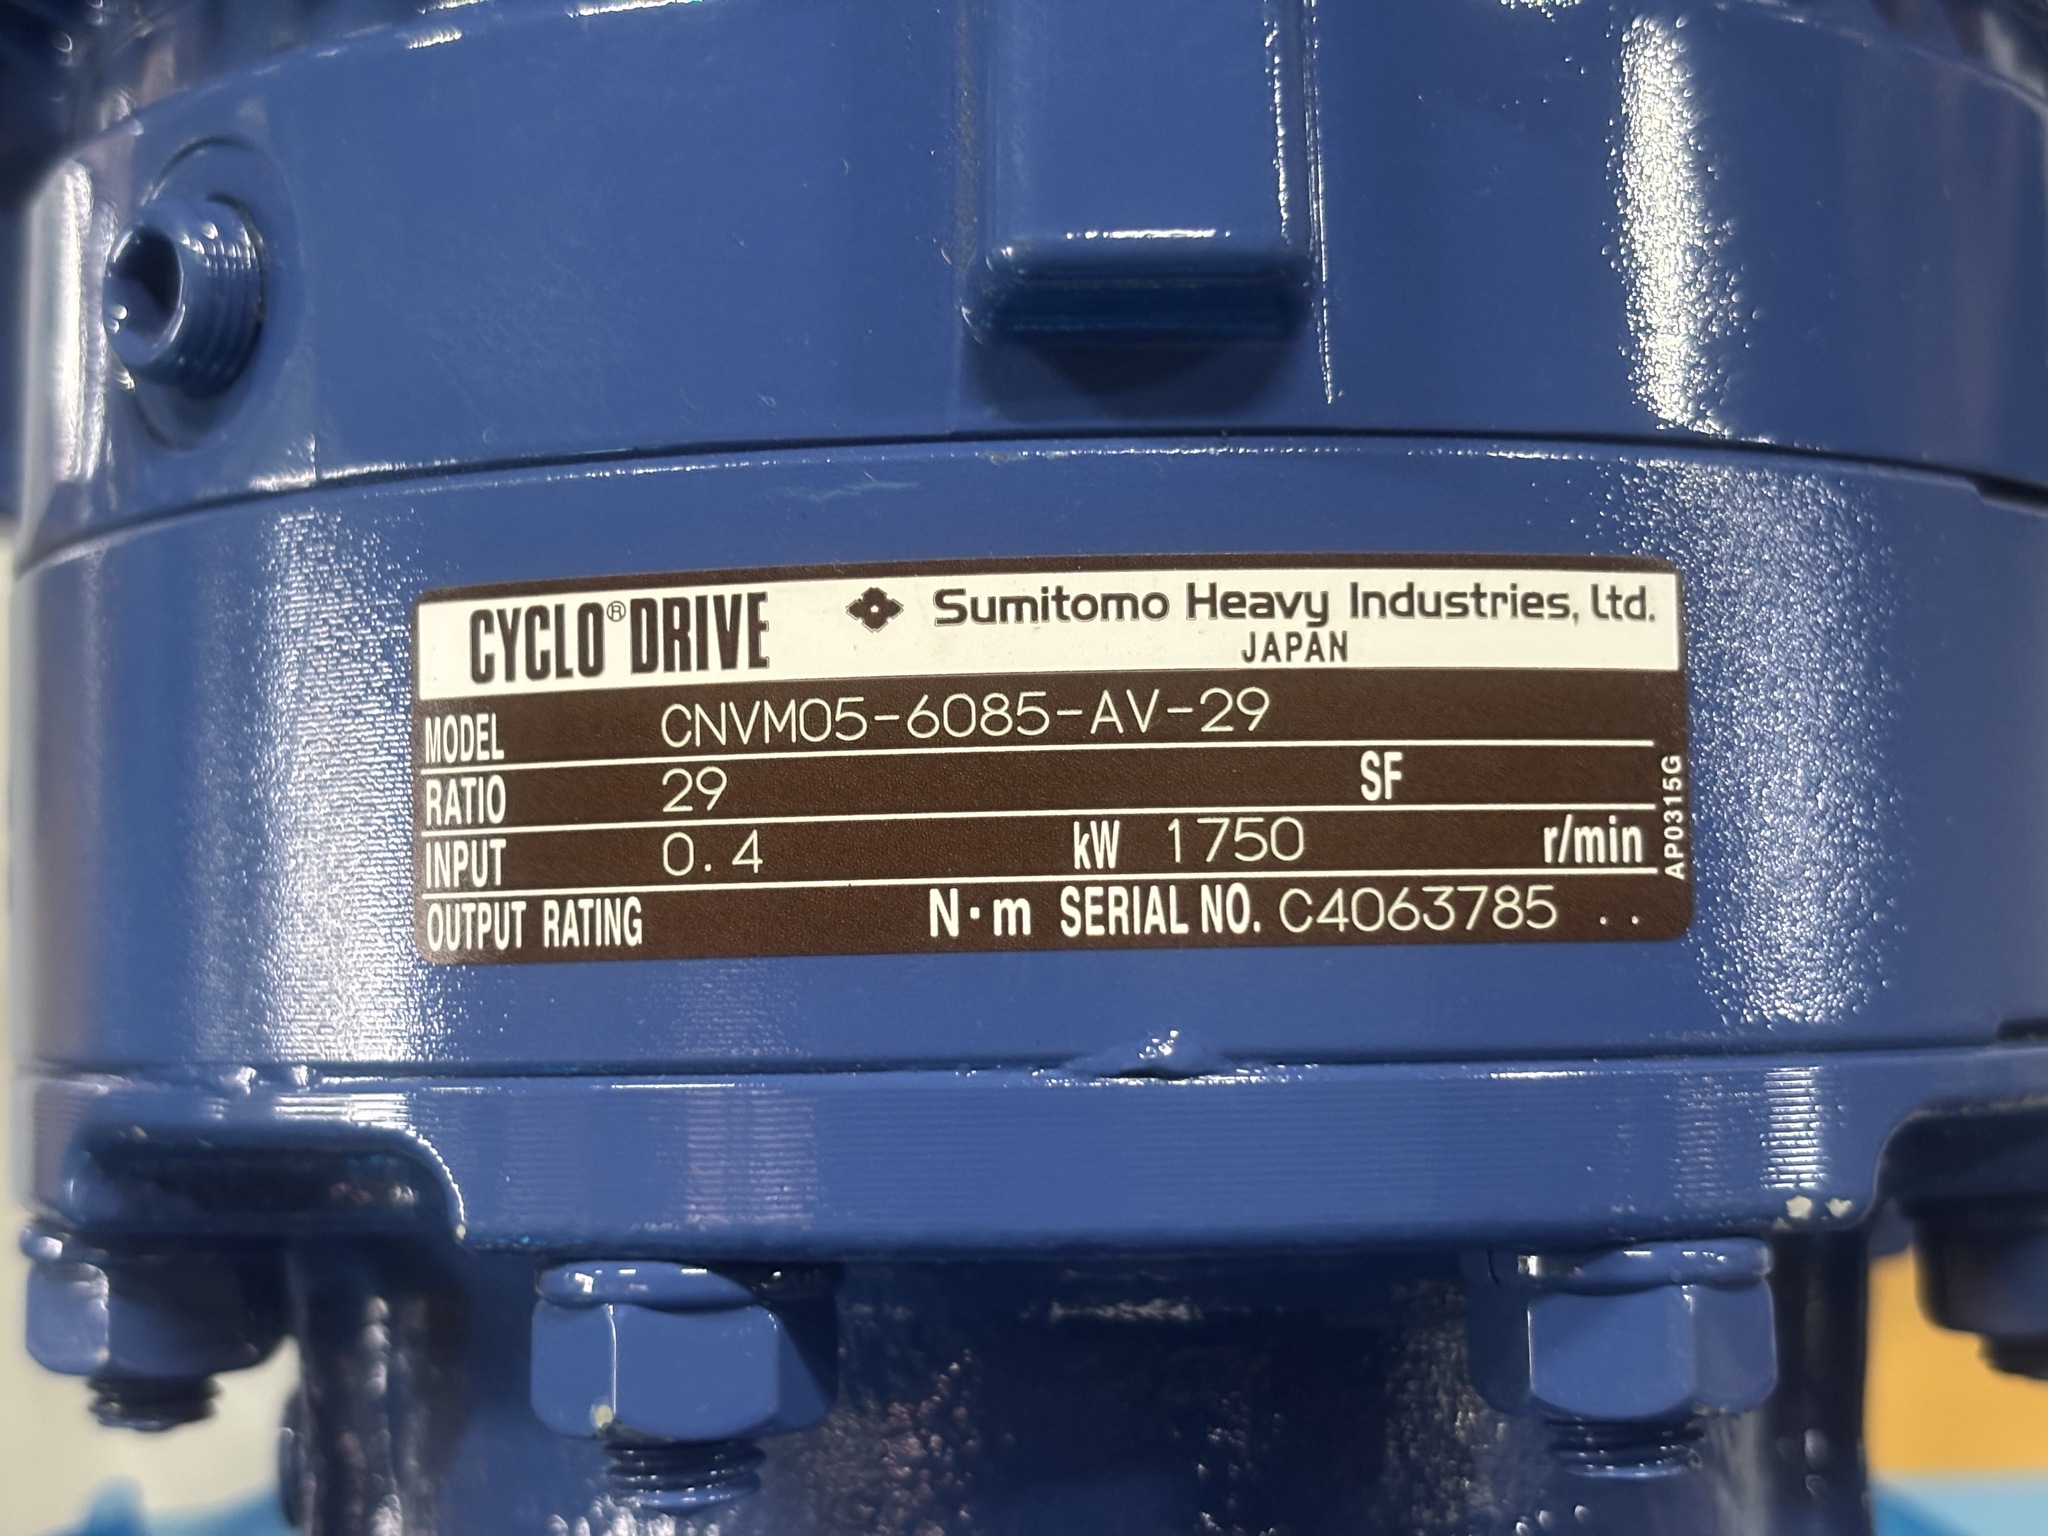 CYCLO® DRIVE Sumitomo Heavy Industries, Ltd.
JAPAN
MODEL CNVM05-6085-AV-29
RATIO 29 SF
INPUT 0.4 kW 1750 r/min
OUTPUT RATING N·m SERIAL NO. C4063785 . .
AP0315G